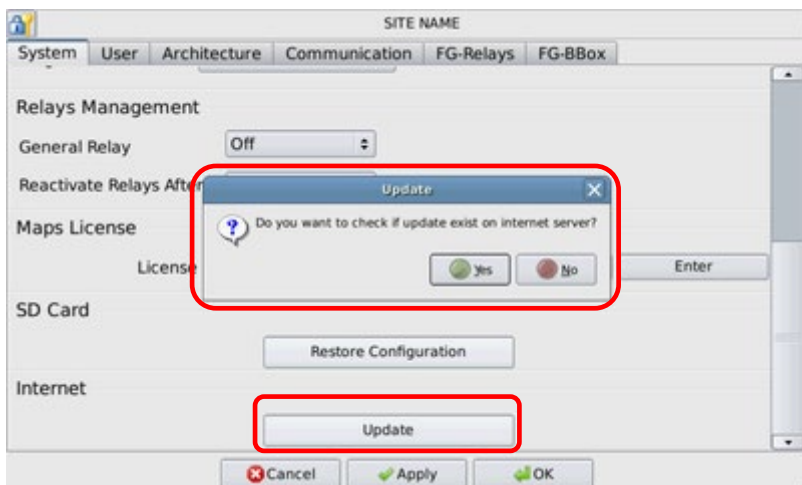 SITE NAME
System User Architecture Communication FG-Relays FG-BBox
Relays Management
General Relay Off
Reactivate Relays After
Update
Do you want to check if update exist on internet server?
Yes No
Maps License
License Enter
SD Card
Restore Configuration
Internet
Update
Cancel Apply OK